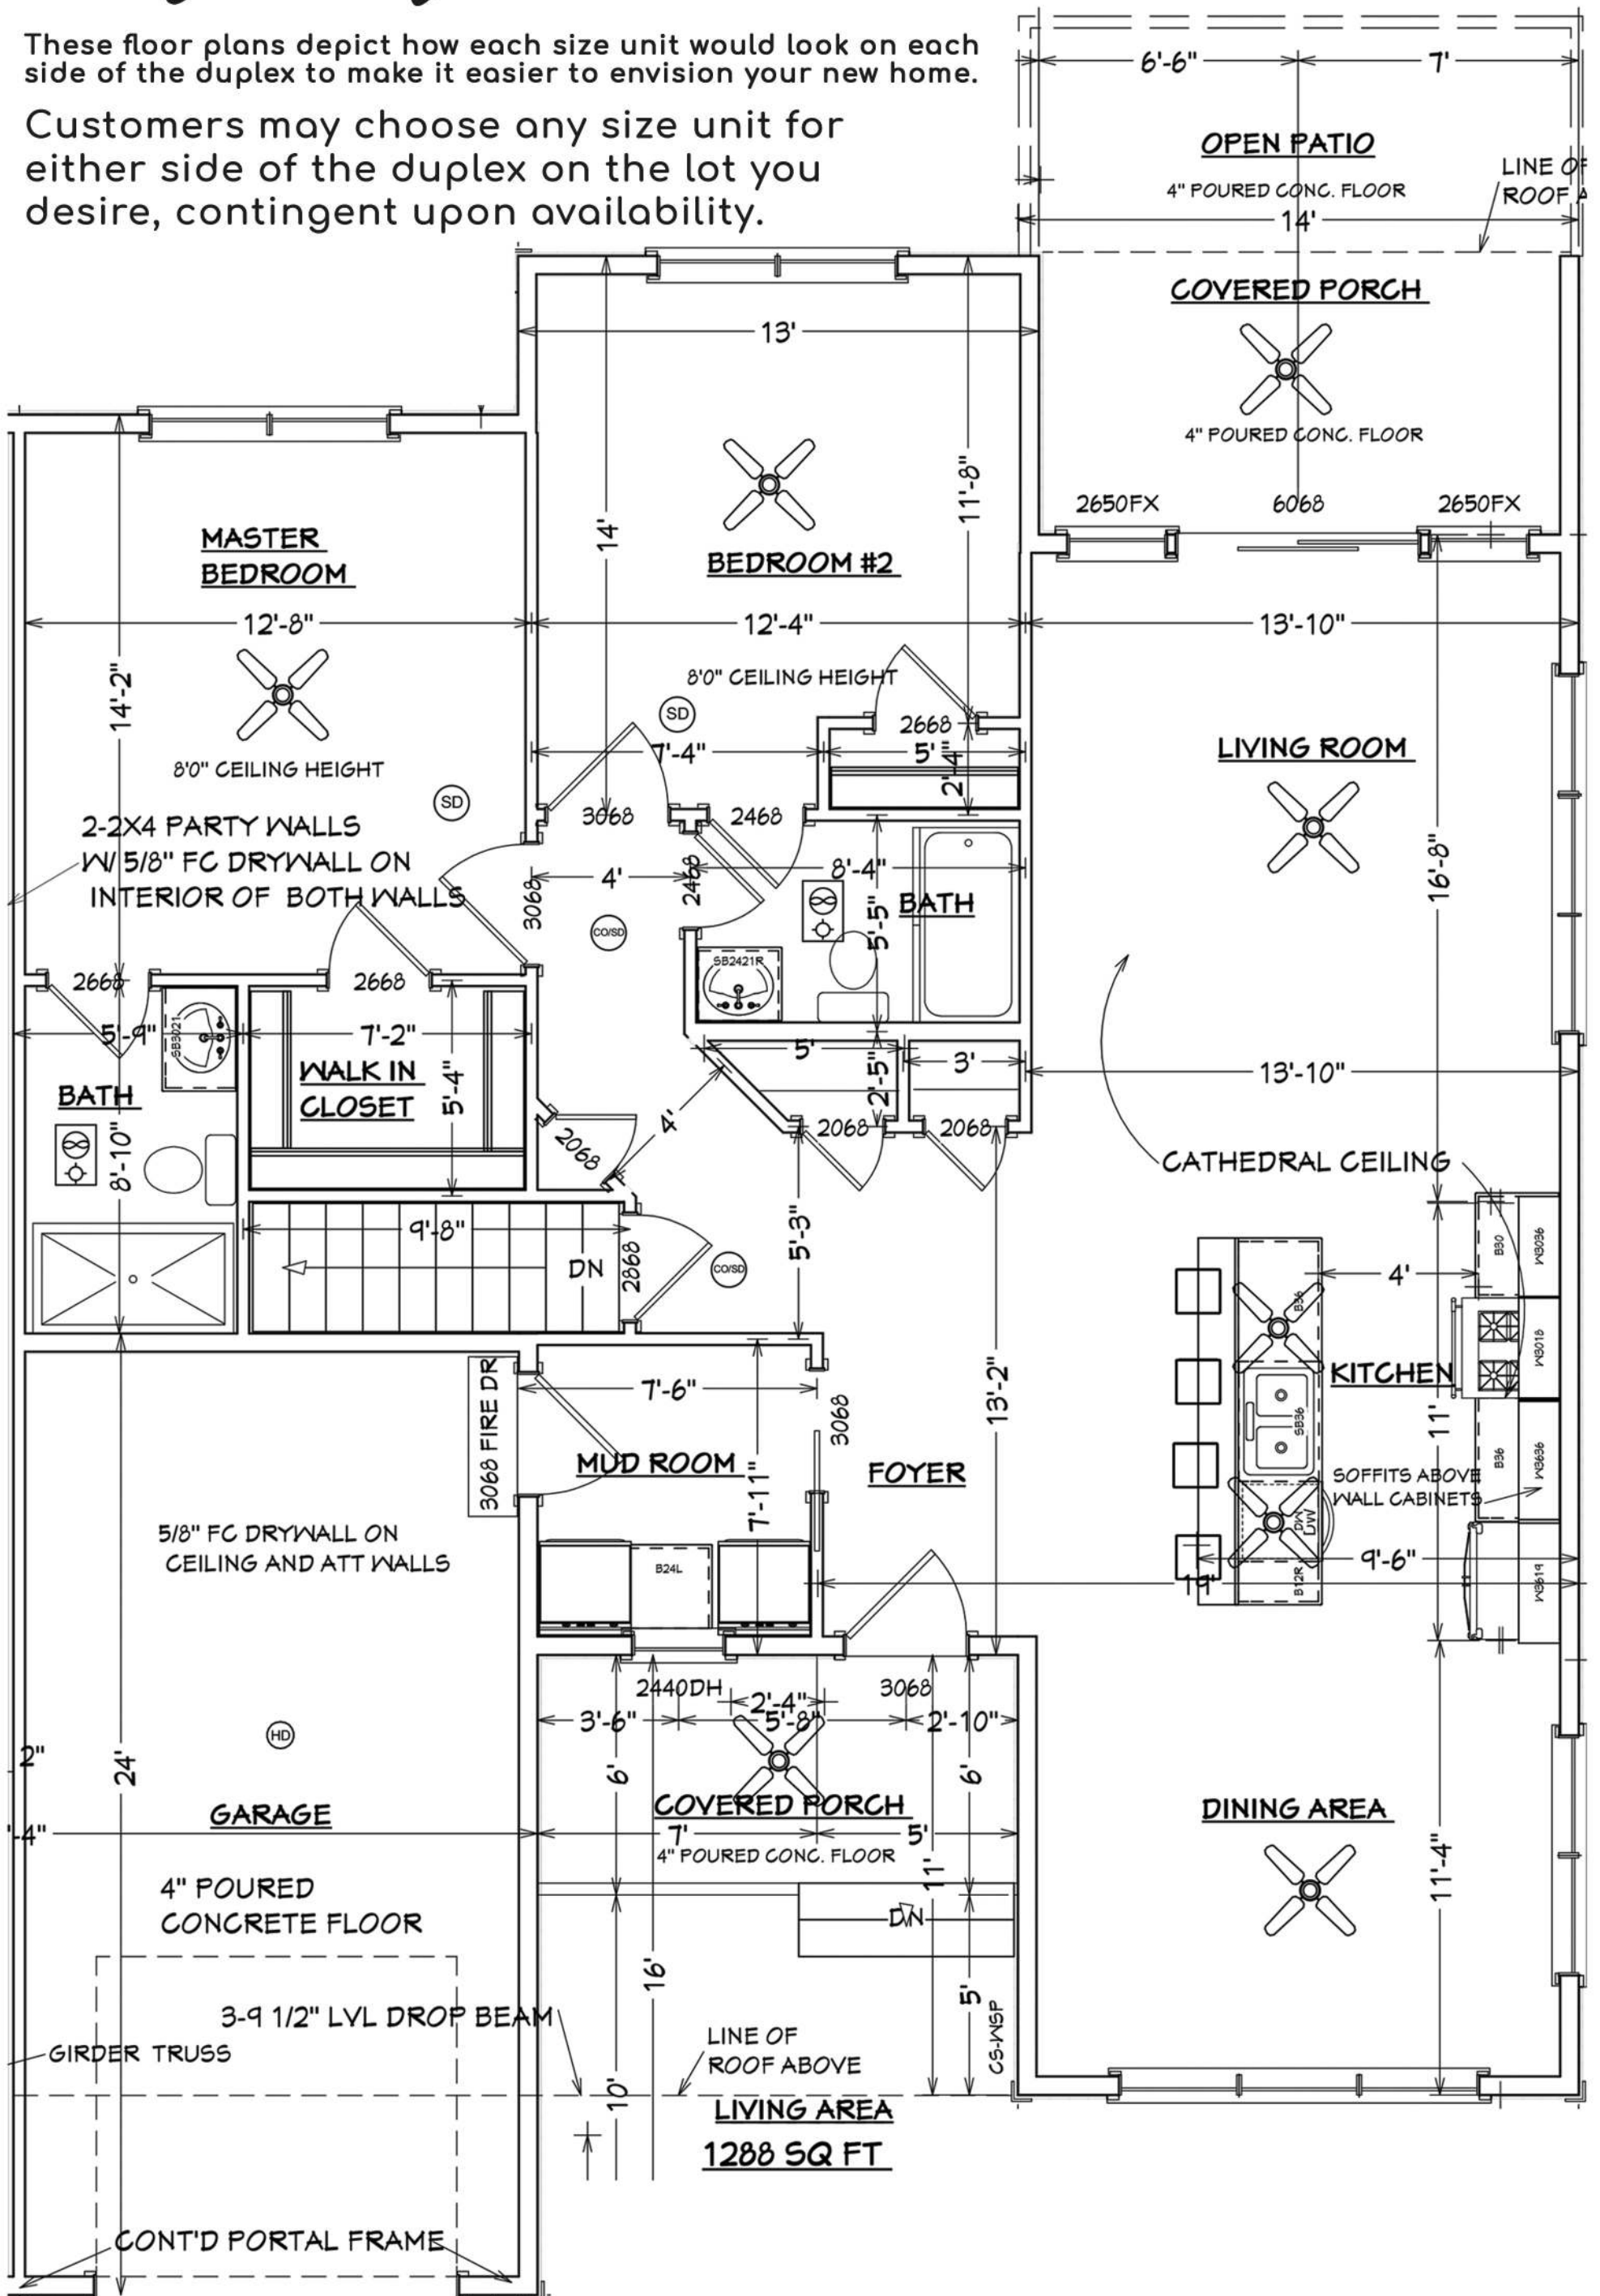 These floor plans depict how each size unit would look on each
side of the duplex to make it easier to envision your new home.
Customers may choose any size unit for
either side of the duplex on the lot you
desire, contingent upon availability.
6'-6"
7'
OPEN PATIO
4" POURED CONC. FLOOR
LINE OF
ROOF
14'
COVERED PORCH
4" POURED CONC. FLOOR
2650FX
6068
2650FX
13'
14'
11'-8"
BEDROOM #2
12'-4"
8'0" CEILING HEIGHT
SD
2668
7'-4"
5'
2'-4"
3068
2468
MASTER
BEDROOM
12'-8"
14'-2"
8'0" CEILING HEIGHT
SD
2-2X4 PARTY WALLS
W/ 5/8" FC DRYWALL ON
INTERIOR OF BOTH WALLS
3068
4'
2468
CO/SD
8'-4"
BATH
5'-5"
SB2421R
13'-10"
LIVING ROOM
16'-8"
13'-10"
CATHEDRAL CEILING
2668
2668
5'-9"
SB3021
7'-2"
WALK IN
CLOSET
5'-4"
BATH
8'-10"
5'
2'-5"
3'
2068
2068
2068
4'
9'-8"
DN
2868
CO/SD
5'-3"
13'-2"
7'-6"
3068 FIRE DR
MUD ROOM
7'-11"
3068
FOYER
B24L
B30
W3036
4'
B36
W3018
KITCHEN
11'
SB36
B36
W3636
SOFFITS ABOVE
WALL CABINETS
DW
DW
9'-6"
19'
B12R
W3619
5/8" FC DRYWALL ON
CEILING AND ATT WALLS
2440DH
2'-4"
3068
3'-6"
5'-8"
2'-10"
6'
6'
COVERED PORCH
7'
5'
4" POURED CONC. FLOOR
11'
DN
HD
2"
24'
GARAGE
'-4"
4" POURED
CONCRETE FLOOR
DINING AREA
11'-4"
16'
5'
CS-WSP
3-9 1/2" LVL DROP BEAM
GIRDER TRUSS
LINE OF
ROOF ABOVE
10'
LIVING AREA
1288 SQ FT
CONT'D PORTAL FRAME